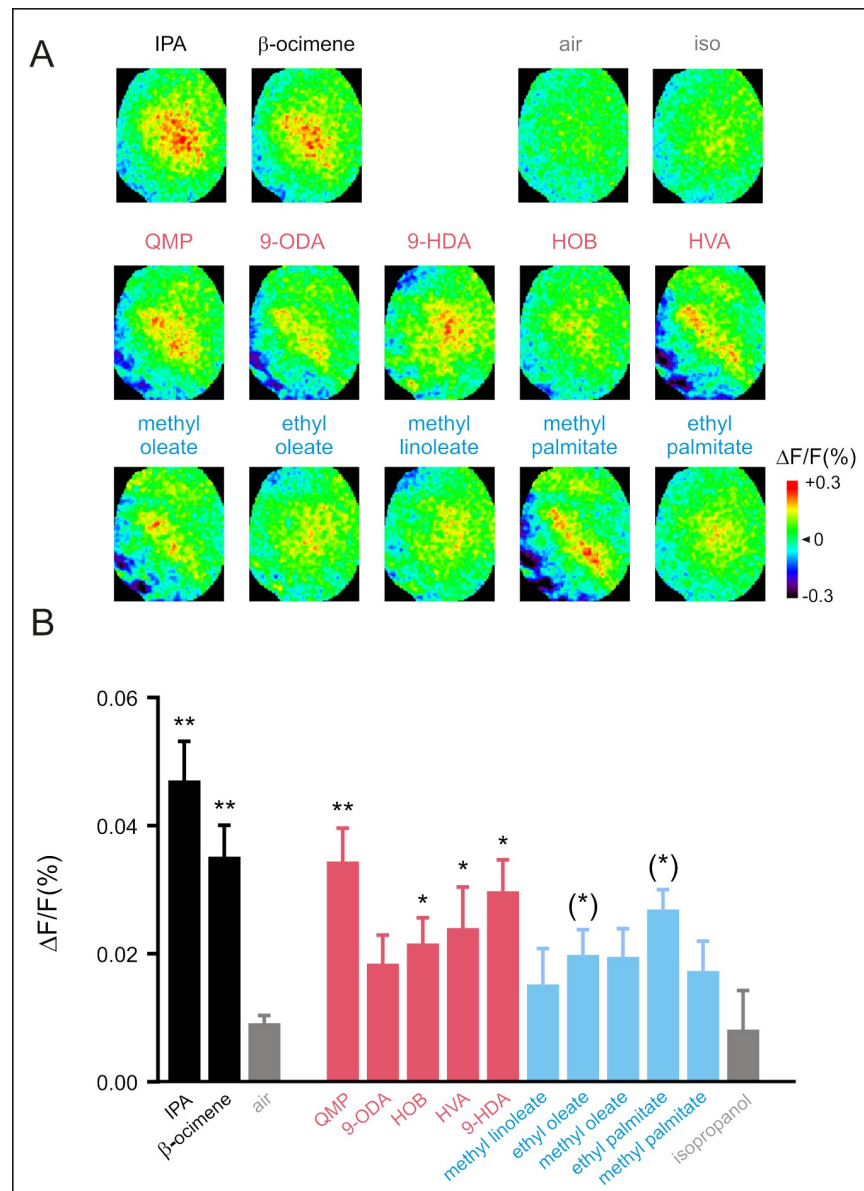 A
IPA β-ocimene air iso
QMP 9-ODA 9-HDA HOB HVA
methyl ethyl methyl methyl ethyl
oleate oleate linoleate palmitate palmitate
ΔF/F(%)
+0.3
◄ 0
-0.3
B
ΔF/F(%)
0.06
0.04
0.02
0.00
**
**
**
*
*
*
(*)
(*)
IPA
β-ocimene
air
QMP
9-ODA
HOB
HVA
9-HDA
methyl linoleate
ethyl oleate
methyl oleate
ethyl palmitate
methyl palmitate
isopropanol